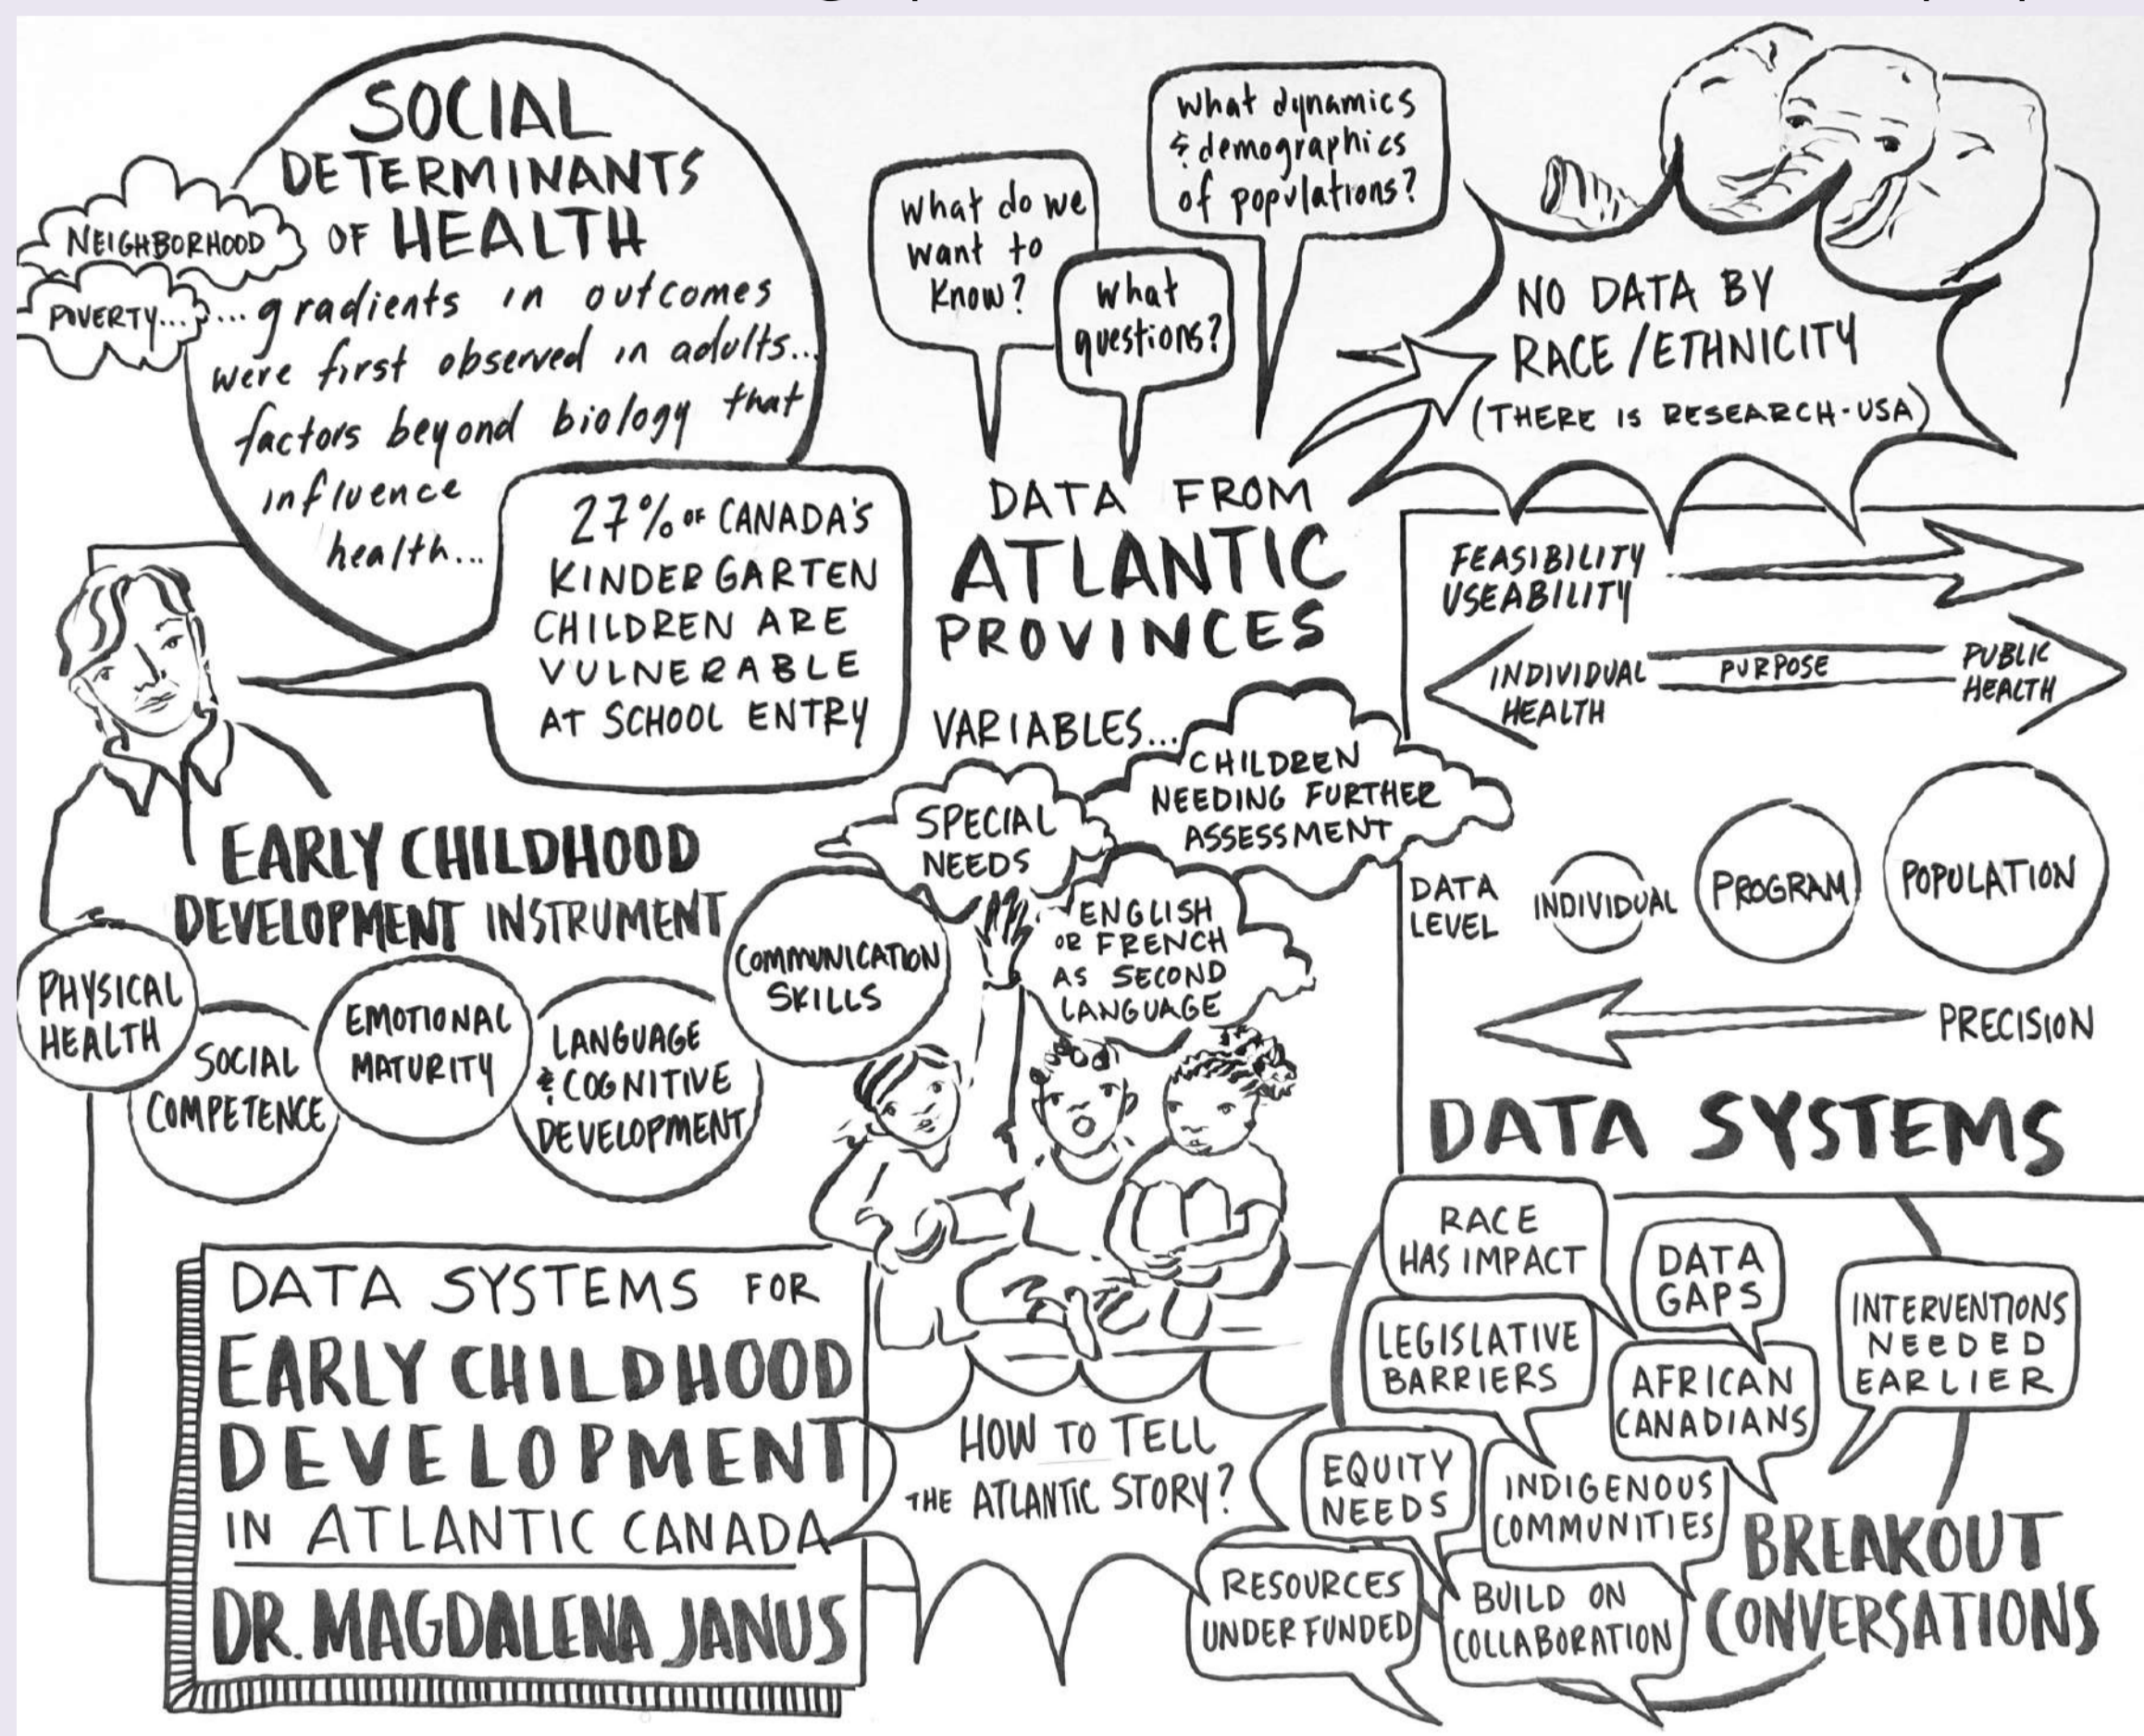 SOCIAL
DETERMINANTS
OF HEALTH
NEIGHBORHOOD
POVERTY...
...gradients in outcomes
were first observed in adults...
factors beyond biology that
influence
health...
27% OF CANADA'S
KINDERGARTEN
CHILDREN ARE
VULNERABLE
AT SCHOOL ENTRY
What do we
want to
know?
What
questions?
What dynamics
& demographics
of populations?
DATA FROM
ATLANTIC
PROVINCES
NO DATA BY
RACE/ETHNICITY
(THERE IS RESEARCH-USA)
VARIABLES...
SPECIAL
NEEDS
CHILDREN
NEEDING FURTHER
ASSESSMENT
ENGLISH
OR FRENCH
AS SECOND
LANGUAGE
EARLY CHILDHOOD
DEVELOPMENT INSTRUMENT
PHYSICAL
HEALTH
SOCIAL
COMPETENCE
EMOTIONAL
MATURITY
LANGUAGE
& COGNITIVE
DEVELOPMENT
COMMUNICATION
SKILLS
FEASIBILITY
USEABILITY
INDIVIDUAL
HEALTH
PURPOSE
PUBLIC
HEALTH
DATA
LEVEL
INDIVIDUAL
PROGRAM
POPULATION
PRECISION
DATA SYSTEMS
DATA SYSTEMS FOR
EARLY CHILDHOOD
DEVELOPMENT
IN ATLANTIC CANADA
DR. MAGDALENA JANUS
HOW TO TELL
THE ATLANTIC STORY?
RACE
HAS IMPACT
DATA
GAPS
INTERVENTIONS
NEEDED
EARLIER
LEGISLATIVE
BARRIERS
AFRICAN
CANADIANS
EQUITY
NEEDS
INDIGENOUS
COMMUNITIES
RESOURCES
UNDERFUNDED
BUILD ON
COLLABORATION
BREAKOUT
CONVERSATIONS